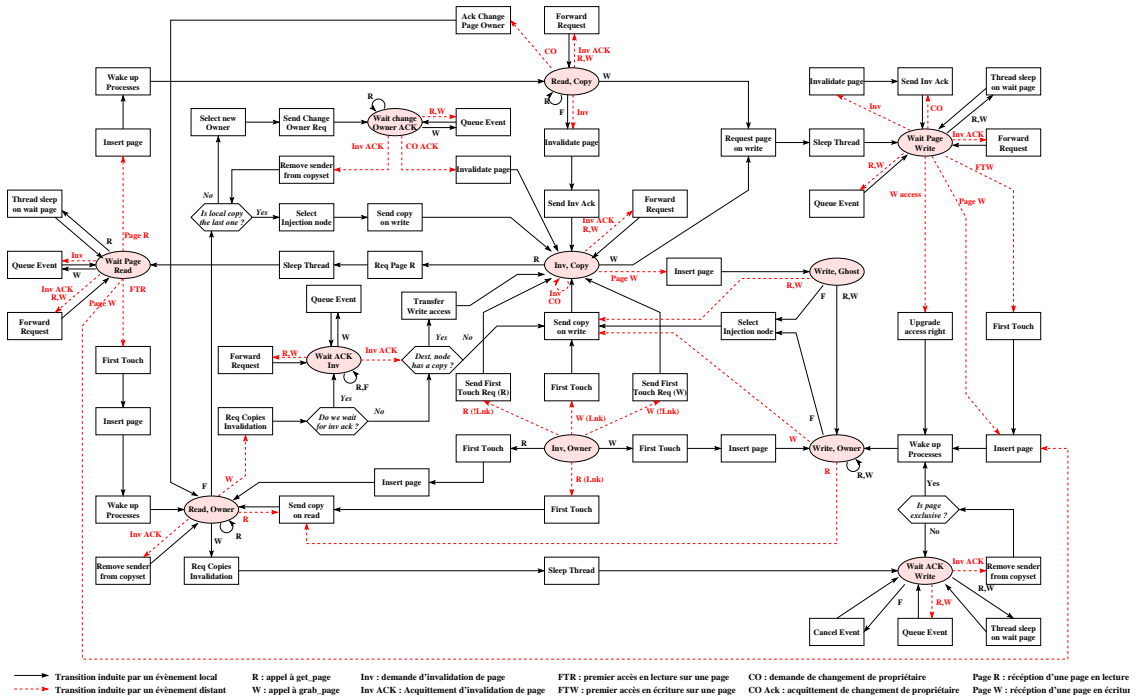 Ack Change
Page Owner
Forward
Request
CO
Inv ACK
R,W
Wake up
Processes
Read, Copy
W
R
F
Inv
Invalidate page
Send Inv Ack
Thread sleep
on wait page
Inv
CO
R,W
Select new
Owner
Send Change
Owner Req
R
Wait change
Owner ACK
R,W
W
Queue Event
Insert page
Invalidate page
Request page
on write
Sleep Thread
Wait Page
Write
Inv ACK
Forward
Request
Inv ACK
CO ACK
Remove sender
from copyset
Invalidate page
R,W
FTW
W access
Page W
Queue Event
No
Thread sleep
on wait page
Is local copy
the last one ?
Yes
Select
Injection node
Send copy
on write
Send Inv Ack
Inv ACK
R,W
Forward
Request
R
Page R
Queue Event
Inv
W
Wait Page
Read
Sleep Thread
Req Page R
R
Inv, Copy
W
Page W
Insert page
Write, Ghost
R,W
Inv ACK
R,W
FTR
Page W
Inv
CO
F
R,W
Queue Event
Transfer
Write access
Forward
Request
W
Yes
No
Send copy
on write
Select
Injection node
Upgrade
access right
First Touch
First Touch
Forward
Request
R,W
Wait ACK
Inv
Inv ACK
Dest. node
has a copy ?
R,F
Send First
Touch Req (R)
First Touch
Send First
Touch Req (W)
Yes
Insert page
Req Copies
Invalidation
Do we wait
for inv ack ?
No
R (!Lnk)
W (Lnk)
W (!Lnk)
F
First Touch
R
Inv, Owner
W
First Touch
Insert page
W
Write, Owner
R
R,W
Wake up
Processes
Insert page
W
Insert page
R (Lnk)
Yes
F
Wake up
Processes
Read, Owner
R
R
Send copy
on read
First Touch
Is page
exclusive ?
No
Inv ACK
W
Remove sender
from copyset
Req Copies
Invalidation
Sleep Thread
Wait ACK
Write
Inv ACK
Remove sender
from copyset
F
R,W
R,W
Cancel Event
Queue Event
Thread sleep
on wait page
Transition induite par un évènement local
R : appel à get_page
Inv : demande d'invalidation de page
FTR : premier accès en lecture sur une page
CO : demande de changement de propriétaire
Page R : récéption d'une page en lecture
Transition induite par un évènement distant
W : appel à grab_page
Inv ACK : Acquittement d'invalidation de page
FTW : premier accès en écriture sur une page
CO Ack : acquittement de changement de propriétaire
Page W : récéption d'une page en écritu